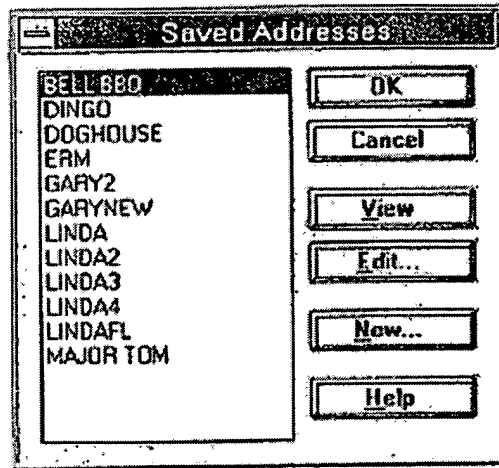 Saved Addresses
BELL BBO
DINGO
DOGHOUSE
ERM
GARY2
GARYNEW
LINDA
LINDA2
LINDA3
LINDA4
LINDAFL
MAJOR TOM
OK
Cancel
View
Edit...
New...
Help